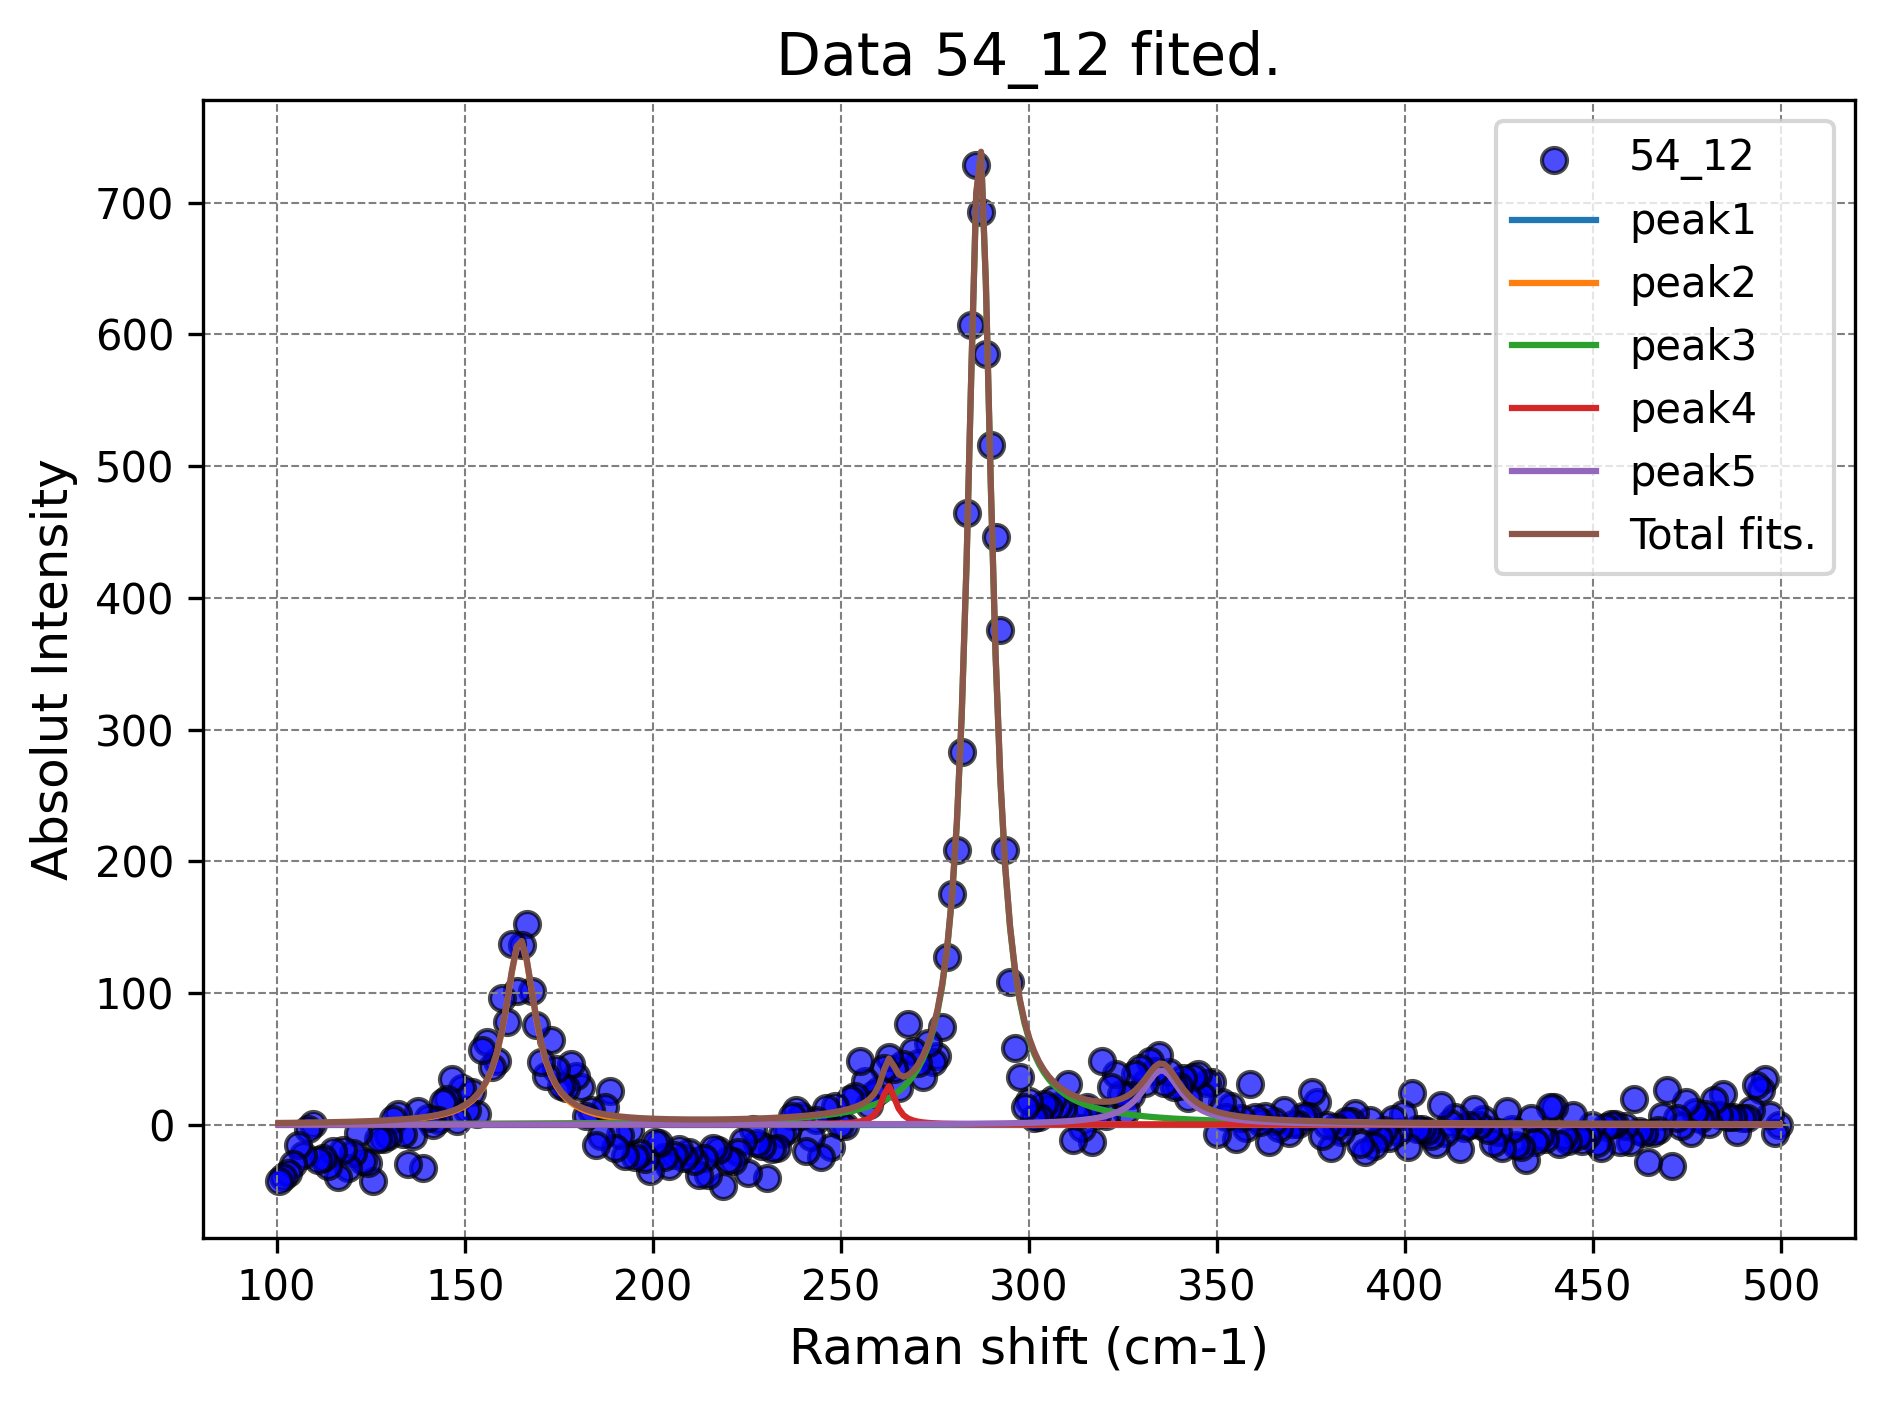 Data 54_12 fited.
Absolut Intensity
700
600
500
400
300
200
100
0
54_12
peak1
peak2
peak3
peak4
peak5
Total fits.
100 150 200 250 300 350 400 450 500
Raman shift (cm-1)